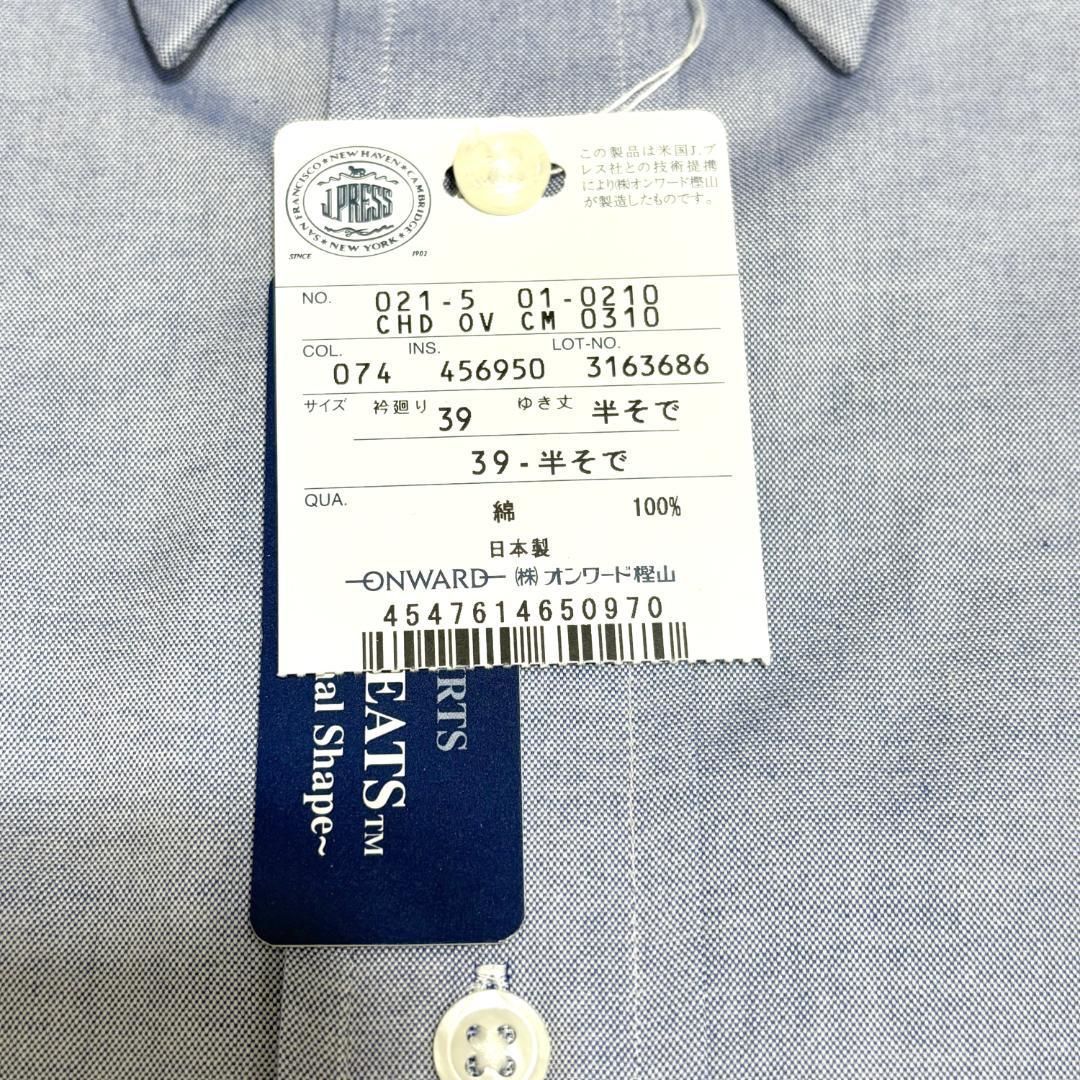 SAN FRANCISCO★NEW HAVEN★CAMBRIDGE★NEW YORK★
J.PRESS
SINCE 1902
この製品は米国J.プ
レス社との技術提携
により㈱オンワード樫山
が製造したものです。
NO. 021-5 01-0210
CHD OV CM 0310
COL. INS. LOT-NO.
074 456950 3163686
サイズ 衿廻り 39 ゆき丈 半そで
39-半そで
QUA.
綿 100%
日本製
ONWARD ㈱オンワード樫山
4547614650970
RTS
EATS™
nal Shape~